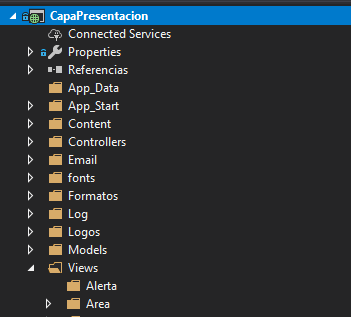 CapaPresentacion
Connected Services
Properties
Referencias
App_Data
App_Start
Content
Controllers
Email
fonts
Formatos
Log
Logos
Models
Views
Alerta
Area